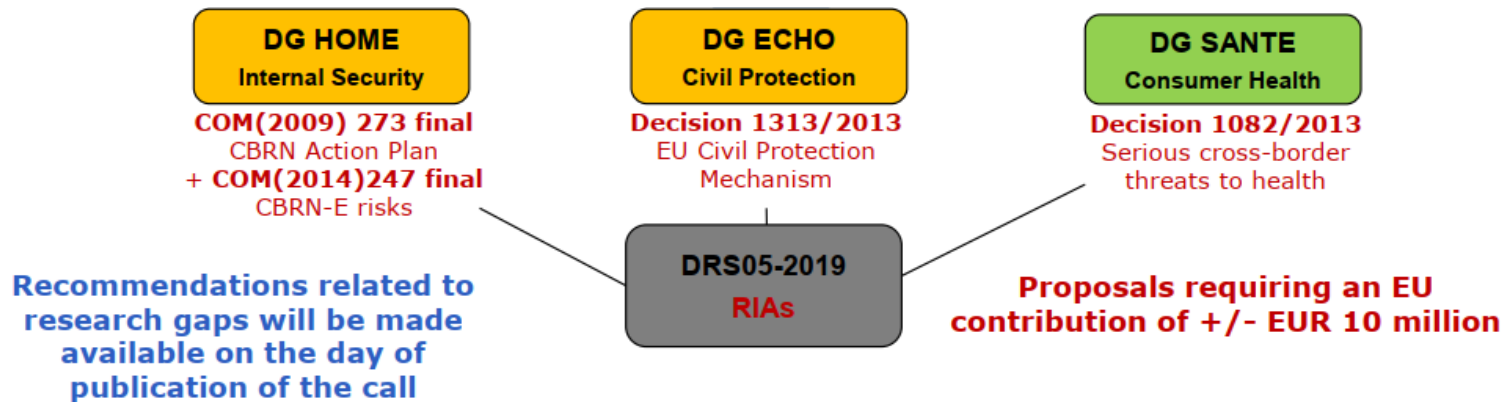 DG HOME
Internal Security
COM(2009) 273 final
CBRN Action Plan
+ COM(2014)247 final
CBRN-E risks
DG ECHO
Civil Protection
Decision 1313/2013
EU Civil Protection
Mechanism
DG SANTE
Consumer Health
Decision 1082/2013
Serious cross-border
threats to health
DRS05-2019
RIAs
Recommendations related to
research gaps will be made
available on the day of
publication of the call
Proposals requiring an EU
contribution of +/- EUR 10 million